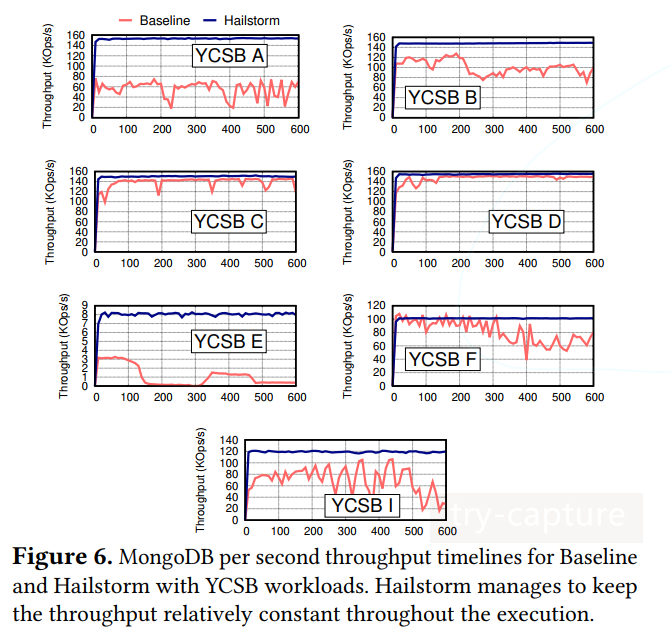 Baseline Hailstorm
Throughput (KOps/s)
160
140
120
100
80
60
40
20
0
YCSB A
0 100 200 300 400 500 600
Throughput (KOps/s)
160
140
120
100
80
60
40
20
0
YCSB B
0 100 200 300 400 500 600
Throughput (KOps/s)
160
140
120
100
80
60
40
20
0
YCSB C
0 100 200 300 400 500 600
Throughput (KOps/s)
160
140
120
100
80
60
40
20
0
YCSB D
0 100 200 300 400 500 600
Throughput (KOps/s)
9
8
7
6
5
4
3
2
1
0
YCSB E
0 100 200 300 400 500 600
Throughput (KOps/s)
120
100
80
60
40
20
0
YCSB F
0 100 200 300 400 500 600
Throughput (KOps/s)
140
120
100
80
60
40
20
0
YCSB I
0 100 200 300 400 500 600
try-capture
Figure 6. MongoDB per second throughput timelines for Baseline
and Hailstorm with YCSB workloads. Hailstorm manages to keep
the throughput relatively constant throughout the execution.